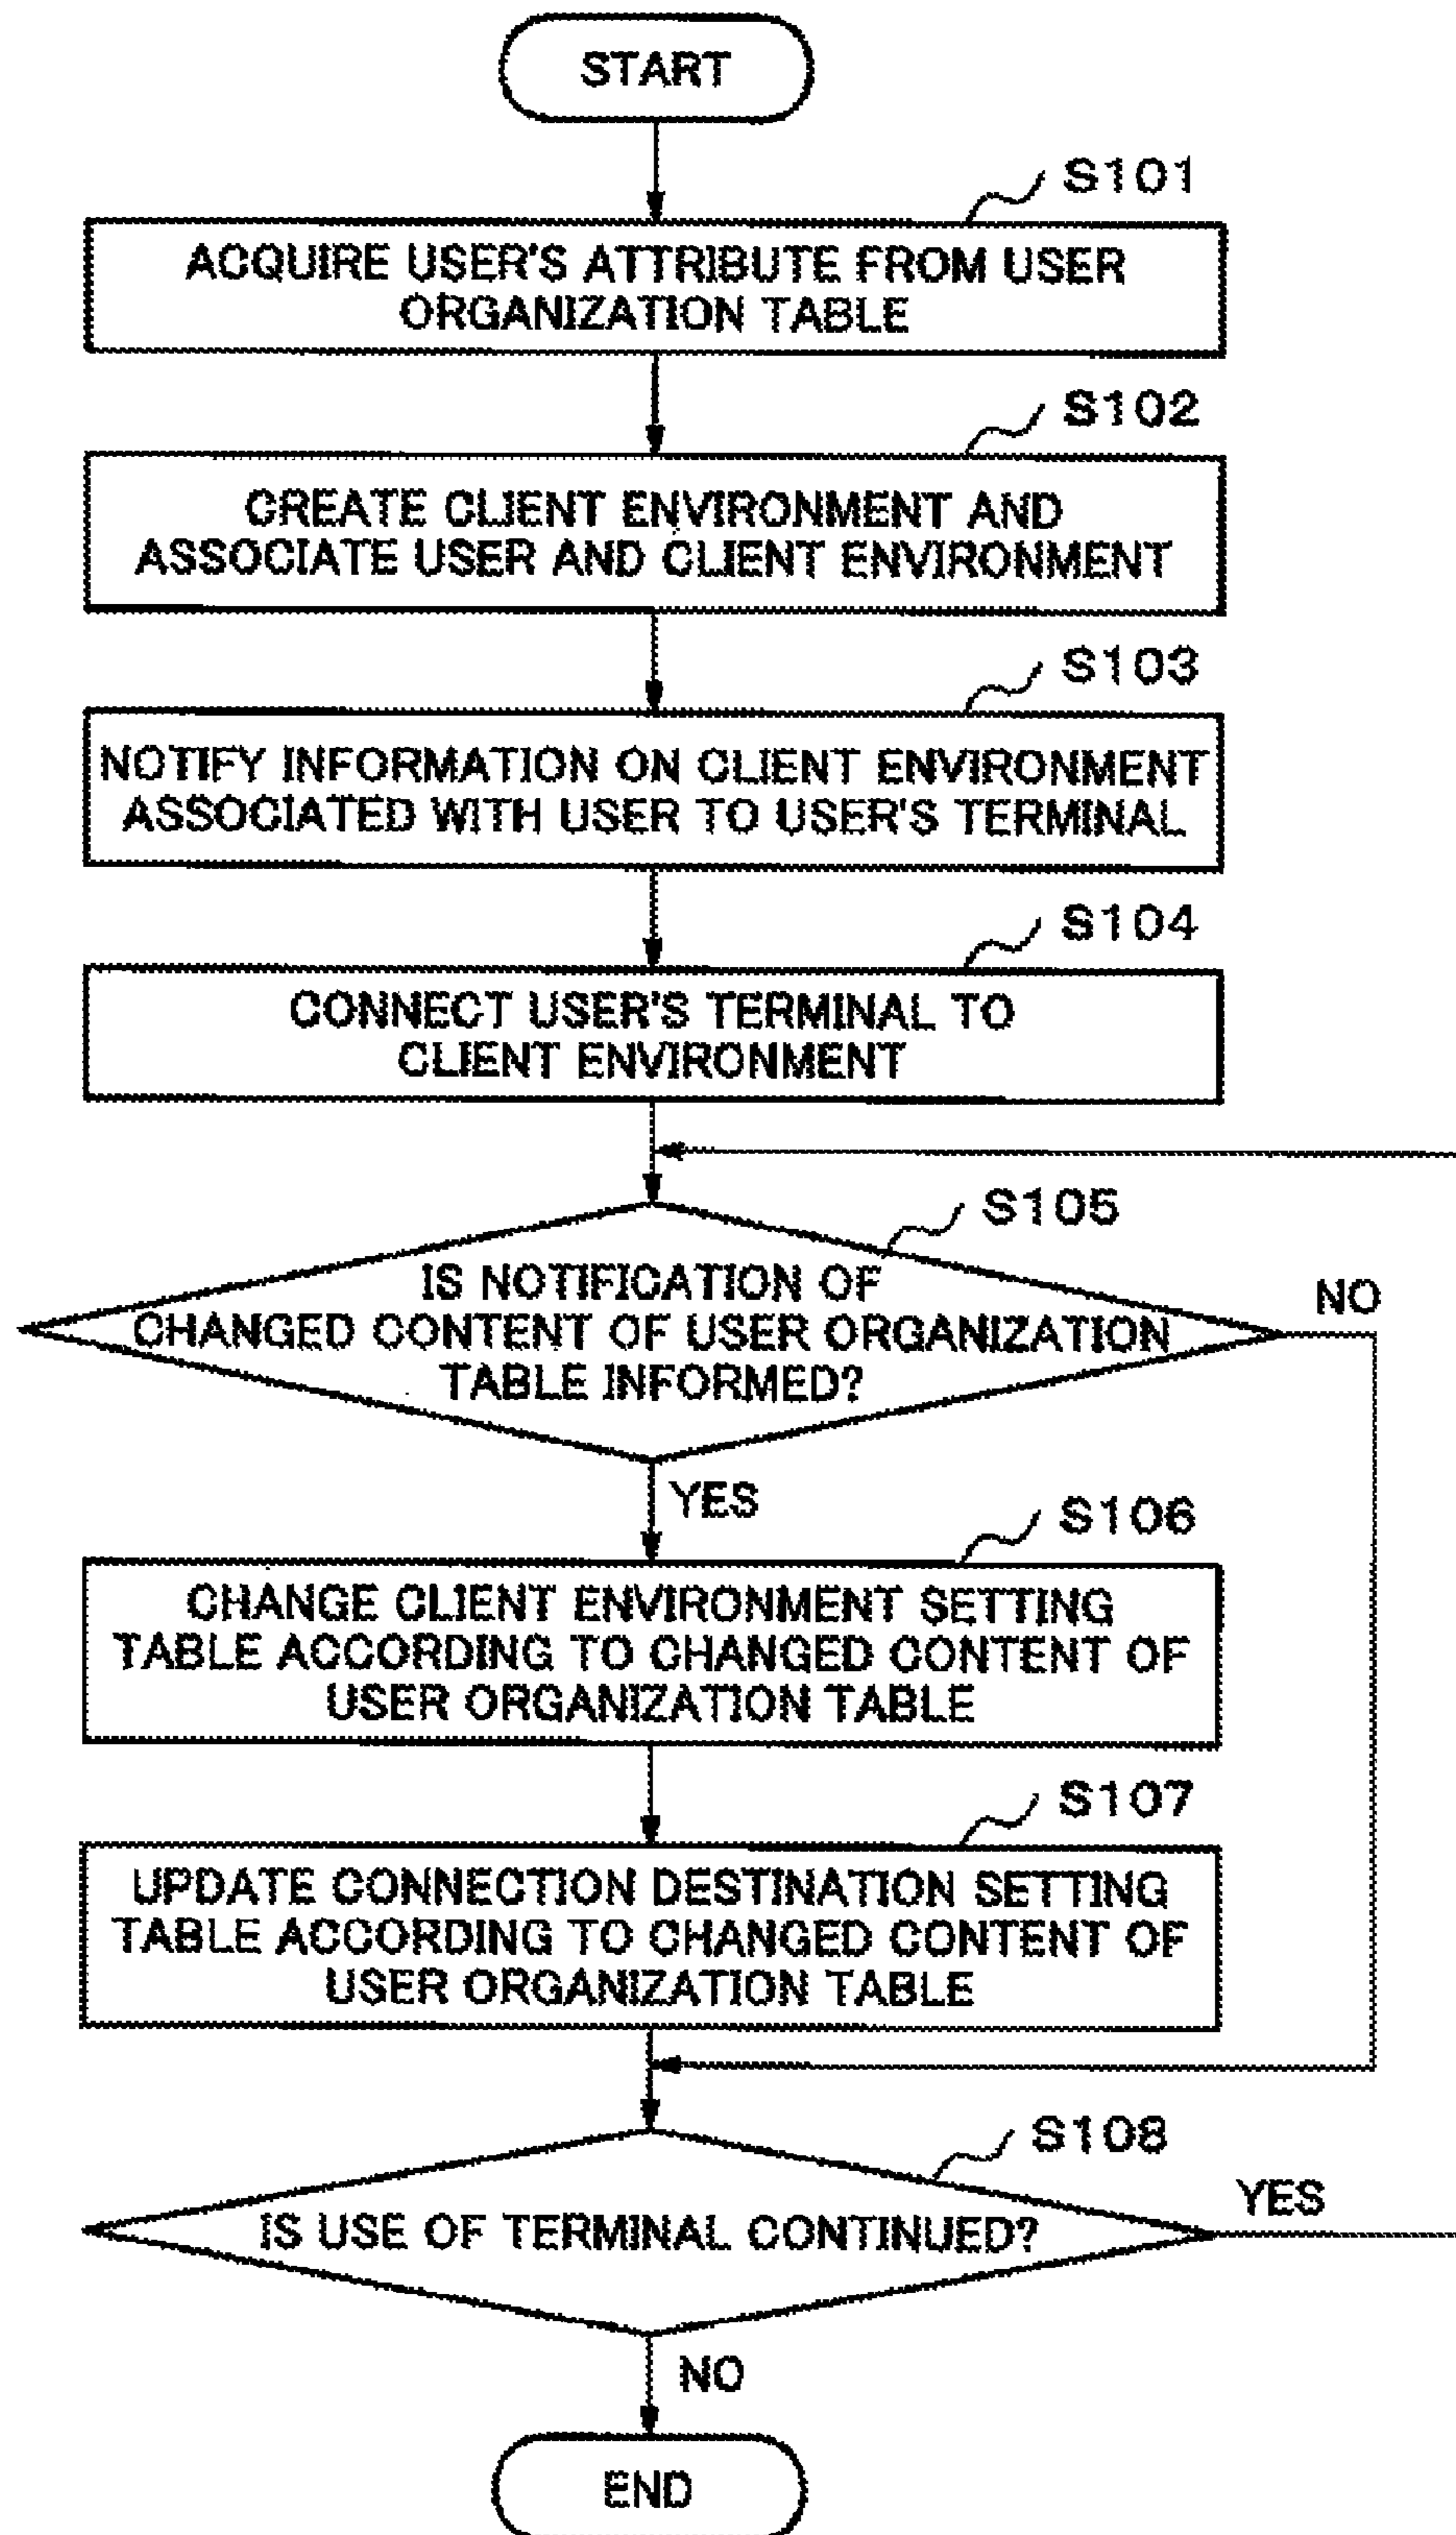 START
S101
ACQUIRE USER'S ATTRIBUTE FROM USER
ORGANIZATION TABLE
S102
CREATE CLIENT ENVIRONMENT AND
ASSOCIATE USER AND CLIENT ENVIRONMENT
S103
NOTIFY INFORMATION ON CLIENT ENVIRONMENT
ASSOCIATED WITH USER TO USER'S TERMINAL
S104
CONNECT USER'S TERMINAL TO
CLIENT ENVIRONMENT
S105
IS NOTIFICATION OF
CHANGED CONTENT OF USER ORGANIZATION
TABLE INFORMED?
NO
YES
S106
CHANGE CLIENT ENVIRONMENT SETTING
TABLE ACCORDING TO CHANGED CONTENT OF
USER ORGANIZATION TABLE
S107
UPDATE CONNECTION DESTINATION SETTING
TABLE ACCORDING TO CHANGED CONTENT OF
USER ORGANIZATION TABLE
S108
IS USE OF TERMINAL CONTINUED?
YES
NO
END